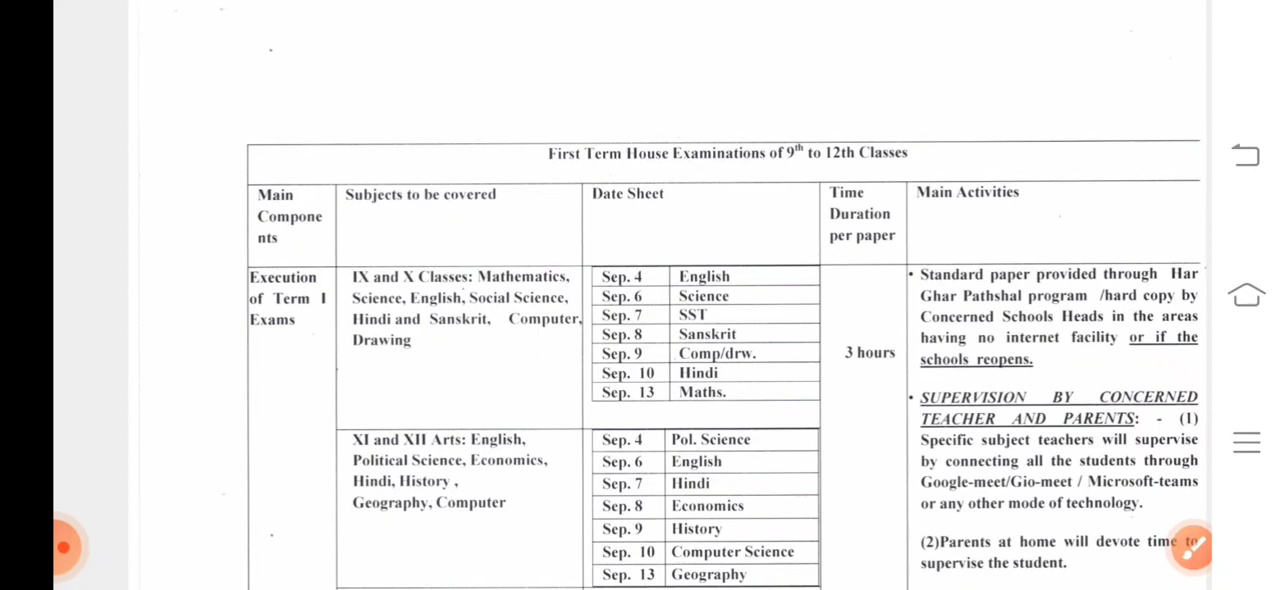 First Term House Examinations of 9th to 12th Classes
Main
Compone
nts
Subjects to be covered
Date Sheet
Time
Duration
per paper
Main Activities
Execution
of Term I
Exams
IX and X Classes: Mathematics,
Science, English, Social Science,
Hindi and Sanskrit, Computer,
Drawing
Sep. 4 English
Sep. 6 Science
Sep. 7 SST
Sep. 8 Sanskrit
Sep. 9 Comp/drw.
Sep. 10 Hindi
Sep. 13 Maths.
3 hours
• Standard paper provided through Har
Ghar Pathshal program /hard copy by
Concerned Schools Heads in the areas
having no internet facility or if the
schools reopens.
• SUPERVISION BY CONCERNED
TEACHER AND PARENTS: - (1)
Specific subject teachers will supervise
by connecting all the students through
Google-meet/Gio-meet / Microsoft-teams
or any other mode of technology.
(2)Parents at home will devote time to
supervise the student.
XI and XII Arts: English,
Political Science, Economics,
Hindi, History ,
Geography, Computer
Sep. 4 Pol. Science
Sep. 6 English
Sep. 7 Hindi
Sep. 8 Economics
Sep. 9 History
Sep. 10 Computer Science
Sep. 13 Geography